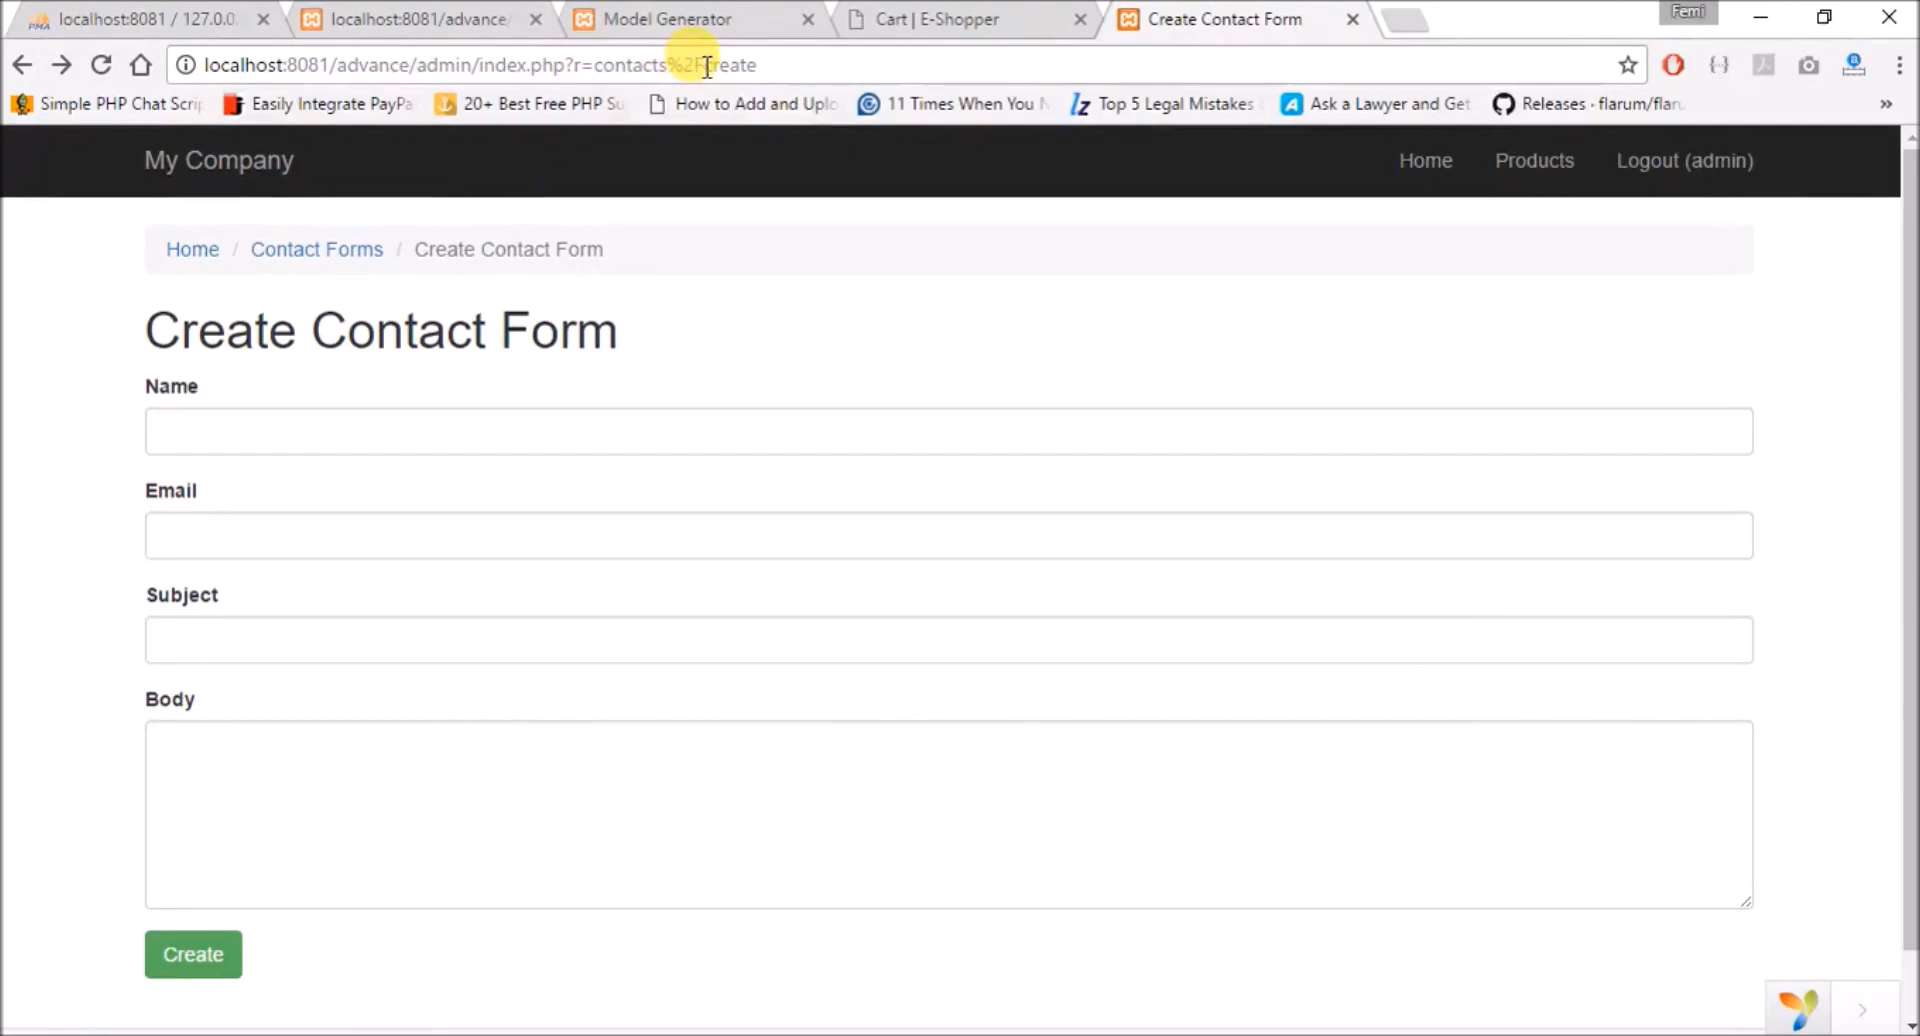 localhost:8081 / 127.0.0.
localhost:8081/advance/
Model Generator
Cart | E-Shopper
Create Contact Form
Femi
localhost:8081/advance/admin/index.php?r=contacts%2Fcreate
Simple PHP Chat Scrip
Easily Integrate PayPa
20+ Best Free PHP Su
How to Add and Uplo
11 Times When You
Top 5 Legal Mistakes
Ask a Lawyer and Get
Releases · flarum/flaru
My Company
Home
Products
Logout (admin)
Home / Contact Forms / Create Contact Form
Create Contact Form
Name
Email
Subject
Body
Create